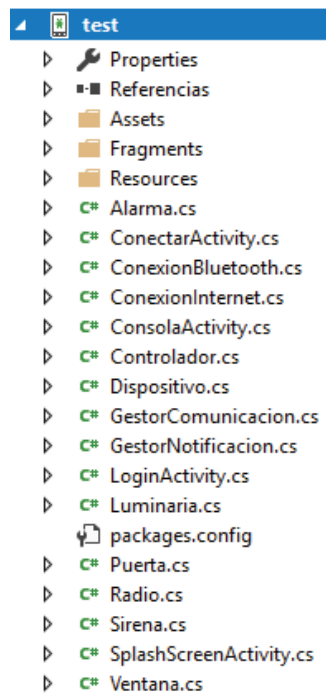 test
Properties
Referencias
Assets
Fragments
Resources
C# Alarma.cs
C# ConectarActivity.cs
C# ConexionBluetooth.cs
C# ConexionInternet.cs
C# ConsolaActivity.cs
C# Controlador.cs
C# Dispositivo.cs
C# GestorComunicacion.cs
C# GestorNotificacion.cs
C# LoginActivity.cs
C# Luminaria.cs
packages.config
C# Puerta.cs
C# Radio.cs
C# Sirena.cs
C# SplashScreenActivity.cs
C# Ventana.cs